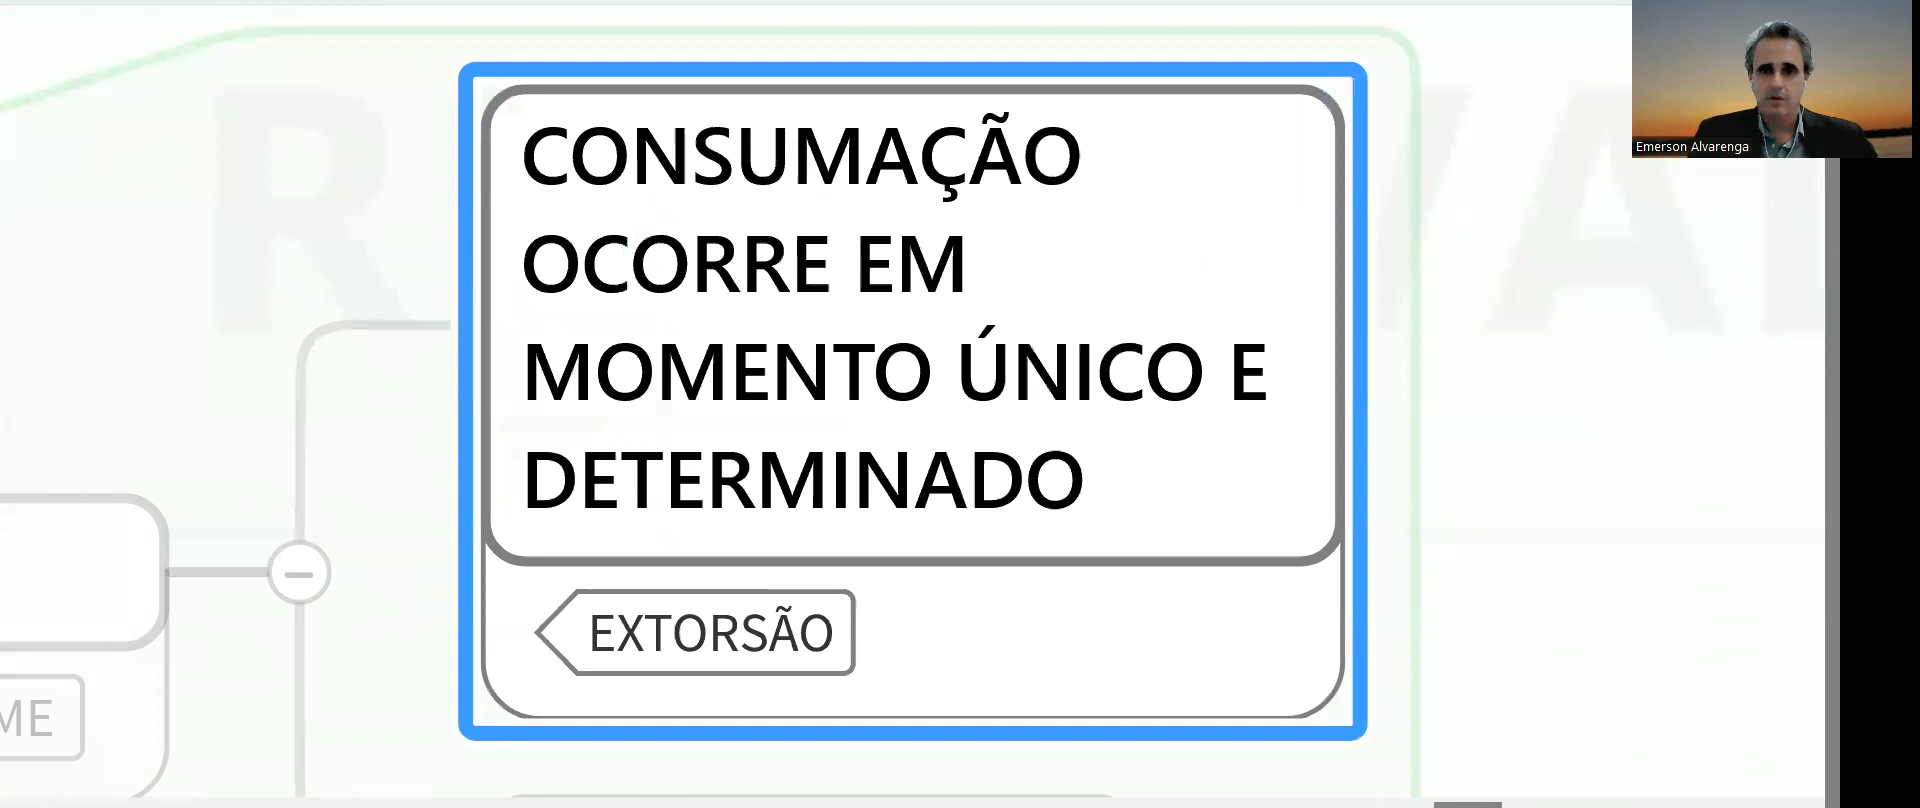 CONSUMAÇÃO
OCORRE EM
MOMENTO ÚNICO E
DETERMINADO
EXTORSÃO
Emerson Alvarenga
ME